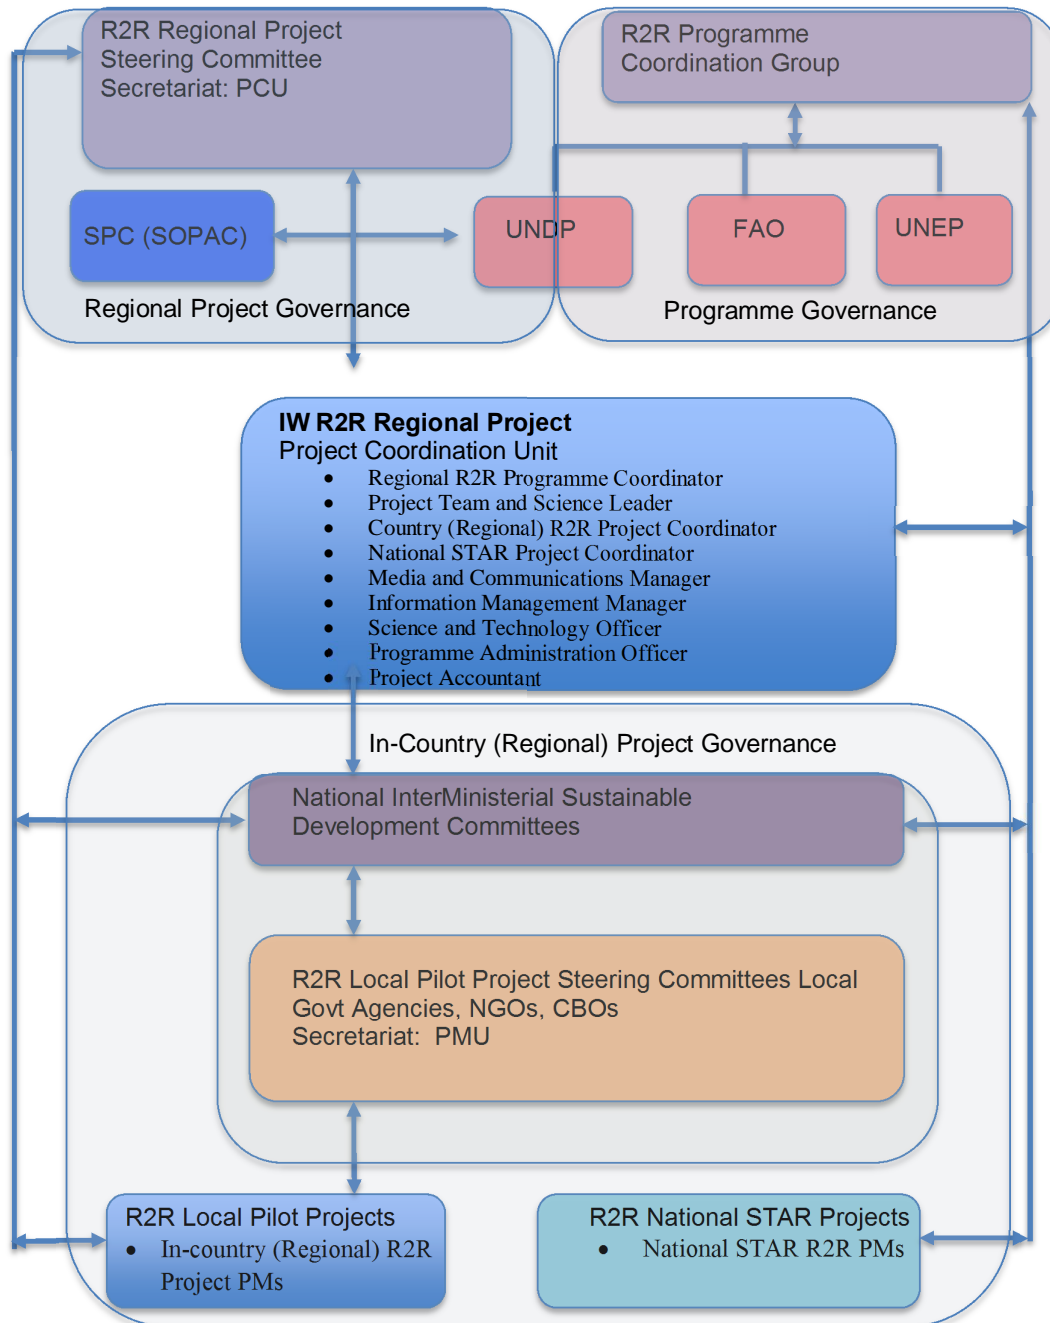 R2R Regional Project
Steering Committee
Secretariat: PCU
R2R Programme
Coordination Group
SPC (SOPAC)
UNDP
FAO
UNEP
Regional Project Governance
Programme Governance
IW R2R Regional Project
Project Coordination Unit
• Regional R2R Programme Coordinator
• Project Team and Science Leader
• Country (Regional) R2R Project Coordinator
• National STAR Project Coordinator
• Media and Communications Manager
• Information Management Manager
• Science and Technology Officer
• Programme Administration Officer
• Project Accountant
In-Country (Regional) Project Governance
National InterMinisterial Sustainable
Development Committees
R2R Local Pilot Project Steering Committees Local
Govt Agencies, NGOs, CBOs
Secretariat: PMU
R2R Local Pilot Projects
• In-country (Regional) R2R
Project PMs
R2R National STAR Projects
• National STAR R2R PMs